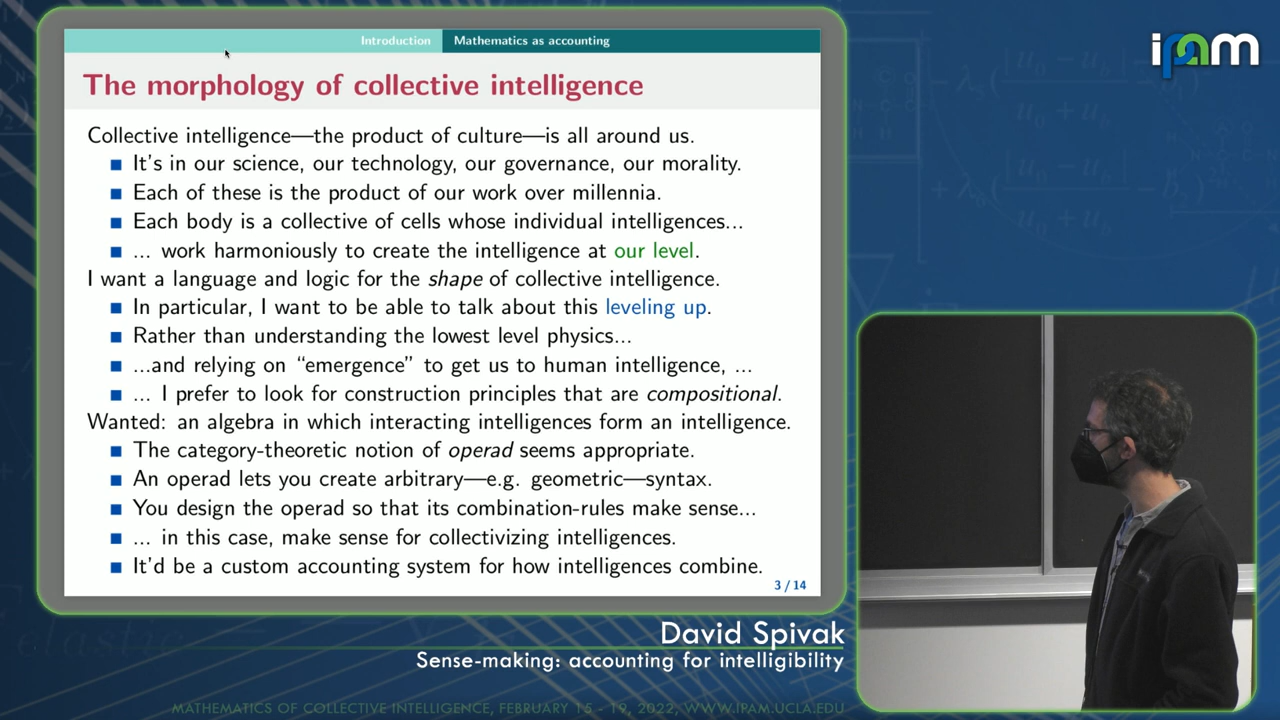 Introduction Mathematics as accounting
ipam
The morphology of collective intelligence
Collective intelligence—the product of culture—is all around us.
It's in our science, our technology, our governance, our morality.
Each of these is the product of our work over millennia.
Each body is a collective of cells whose individual intelligences...
... work harmoniously to create the intelligence at our level.
I want a language and logic for the shape of collective intelligence.
In particular, I want to be able to talk about this leveling up.
Rather than understanding the lowest level physics...
...and relying on “emergence” to get us to human intelligence, ...
... I prefer to look for construction principles that are compositional.
Wanted: an algebra in which interacting intelligences form an intelligence.
The category-theoretic notion of operad seems appropriate.
An operad lets you create arbitrary—e.g. geometric—syntax.
You design the operad so that its combination-rules make sense...
... in this case, make sense for collectivizing intelligences.
It'd be a custom accounting system for how intelligences combine.
3 / 14
David Spivak
Sense-making: accounting for intelligibility
MATHEMATICS OF COLLECTIVE INTELLIGENCE, FEBRUARY 15 - 19, 2022, WWW.IPAM.UCLA.EDU